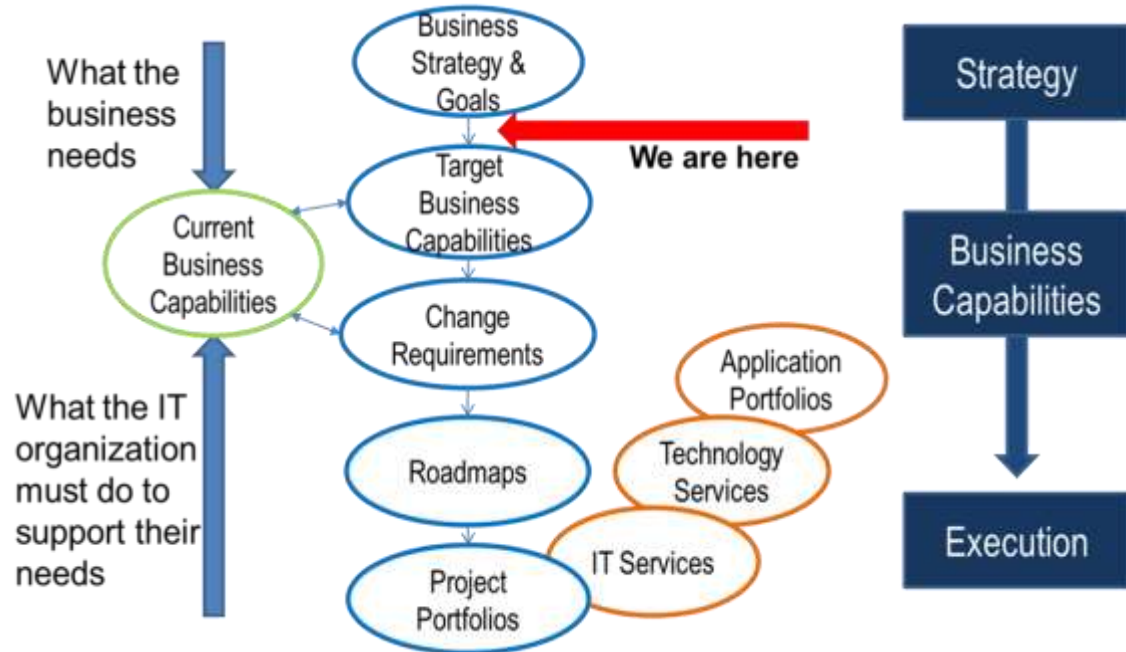 What the
business
needs
Current
Business
Capabilities
What the IT
organization
must do to
support their
needs
Business
Strategy &
Goals
We are here
Target
Business
Capabilities
Change
Requirements
Roadmaps
Project
Portfolios
Application
Portfolios
Technology
Services
IT Services
Strategy
Business
Capabilities
Execution